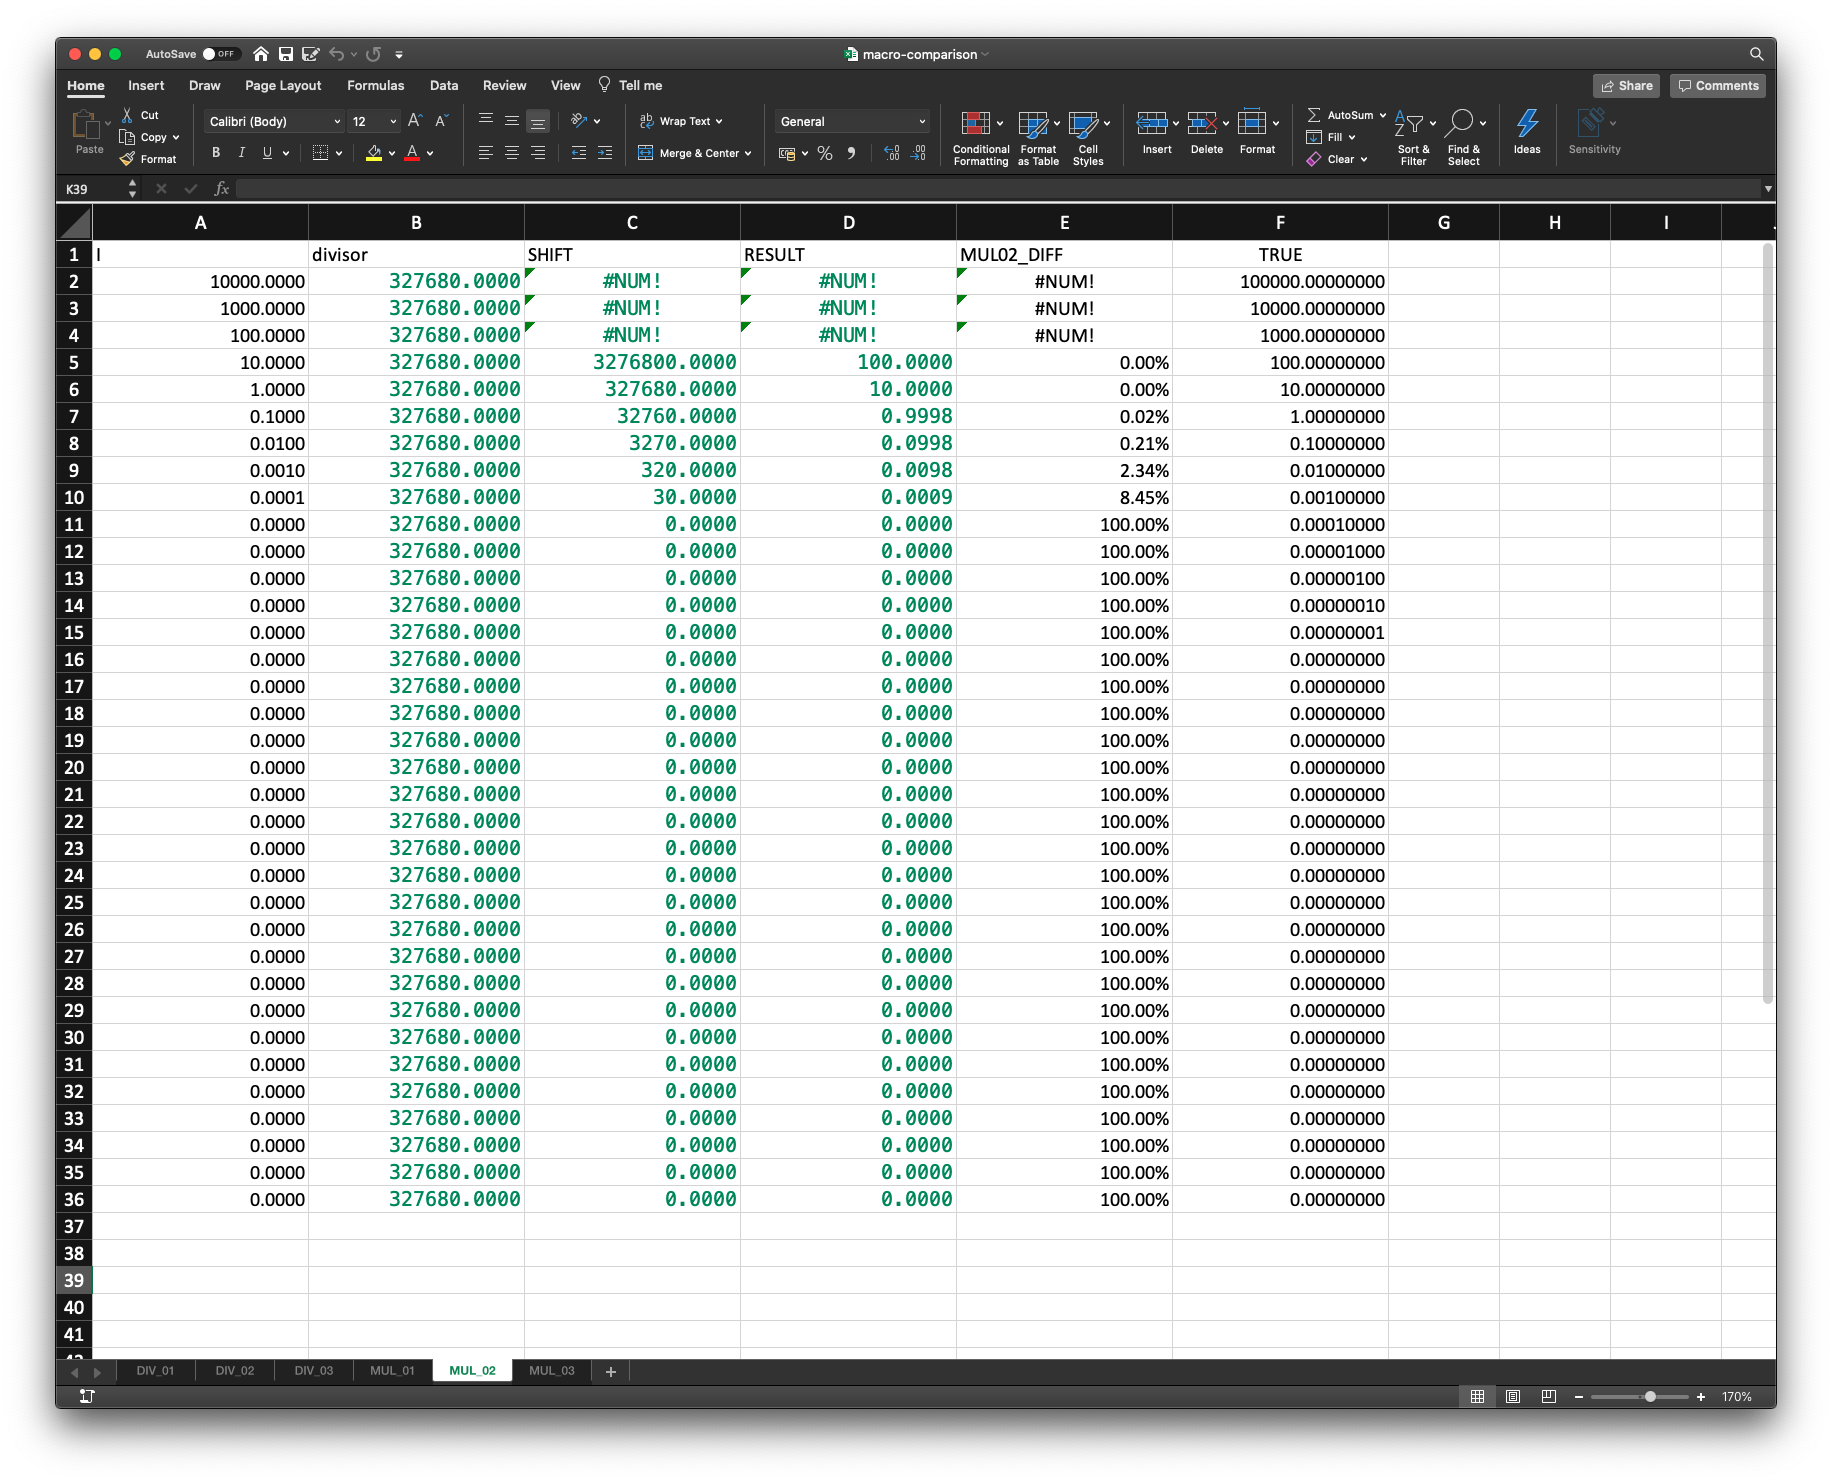 AutoSave OFF macro-comparison
Home Insert Draw Page Layout Formulas Data Review View Tell me Share Comments
Paste Cut Copy Format
Calibri (Body) 12 Wrap Text General
B I U Merge & Center % Conditional Formatting Format as Table Cell Styles Insert Delete Format AutoSum Fill Clear Sort & Filter Find & Select Ideas Sensitivity
K39 fx
A B C D E F G H I
1 I divisor SHIFT RESULT MUL02_DIFF TRUE
2 10000.0000 327680.0000 #NUM! #NUM! #NUM! 100000.00000000
3 1000.0000 327680.0000 #NUM! #NUM! #NUM! 10000.00000000
4 100.0000 327680.0000 #NUM! #NUM! #NUM! 1000.00000000
5 10.0000 327680.0000 3276800.0000 100.0000 0.00% 100.00000000
6 1.0000 327680.0000 327680.0000 10.0000 0.00% 10.00000000
7 0.1000 327680.0000 32760.0000 0.9998 0.02% 1.00000000
8 0.0100 327680.0000 3270.0000 0.0998 0.21% 0.10000000
9 0.0010 327680.0000 320.0000 0.0098 2.34% 0.01000000
10 0.0001 327680.0000 30.0000 0.0009 8.45% 0.00100000
11 0.0000 327680.0000 0.0000 0.0000 100.00% 0.00010000
12 0.0000 327680.0000 0.0000 0.0000 100.00% 0.00001000
13 0.0000 327680.0000 0.0000 0.0000 100.00% 0.00000100
14 0.0000 327680.0000 0.0000 0.0000 100.00% 0.00000010
15 0.0000 327680.0000 0.0000 0.0000 100.00% 0.00000001
16 0.0000 327680.0000 0.0000 0.0000 100.00% 0.00000000
17 0.0000 327680.0000 0.0000 0.0000 100.00% 0.00000000
18 0.0000 327680.0000 0.0000 0.0000 100.00% 0.00000000
19 0.0000 327680.0000 0.0000 0.0000 100.00% 0.00000000
20 0.0000 327680.0000 0.0000 0.0000 100.00% 0.00000000
21 0.0000 327680.0000 0.0000 0.0000 100.00% 0.00000000
22 0.0000 327680.0000 0.0000 0.0000 100.00% 0.00000000
23 0.0000 327680.0000 0.0000 0.0000 100.00% 0.00000000
24 0.0000 327680.0000 0.0000 0.0000 100.00% 0.00000000
25 0.0000 327680.0000 0.0000 0.0000 100.00% 0.00000000
26 0.0000 327680.0000 0.0000 0.0000 100.00% 0.00000000
27 0.0000 327680.0000 0.0000 0.0000 100.00% 0.00000000
28 0.0000 327680.0000 0.0000 0.0000 100.00% 0.00000000
29 0.0000 327680.0000 0.0000 0.0000 100.00% 0.00000000
30 0.0000 327680.0000 0.0000 0.0000 100.00% 0.00000000
31 0.0000 327680.0000 0.0000 0.0000 100.00% 0.00000000
32 0.0000 327680.0000 0.0000 0.0000 100.00% 0.00000000
33 0.0000 327680.0000 0.0000 0.0000 100.00% 0.00000000
34 0.0000 327680.0000 0.0000 0.0000 100.00% 0.00000000
35 0.0000 327680.0000 0.0000 0.0000 100.00% 0.00000000
36 0.0000 327680.0000 0.0000 0.0000 100.00% 0.00000000
37
38
39
40
41
DIV_01 DIV_02 DIV_03 MUL_01 MUL_02 MUL_03 +
170%